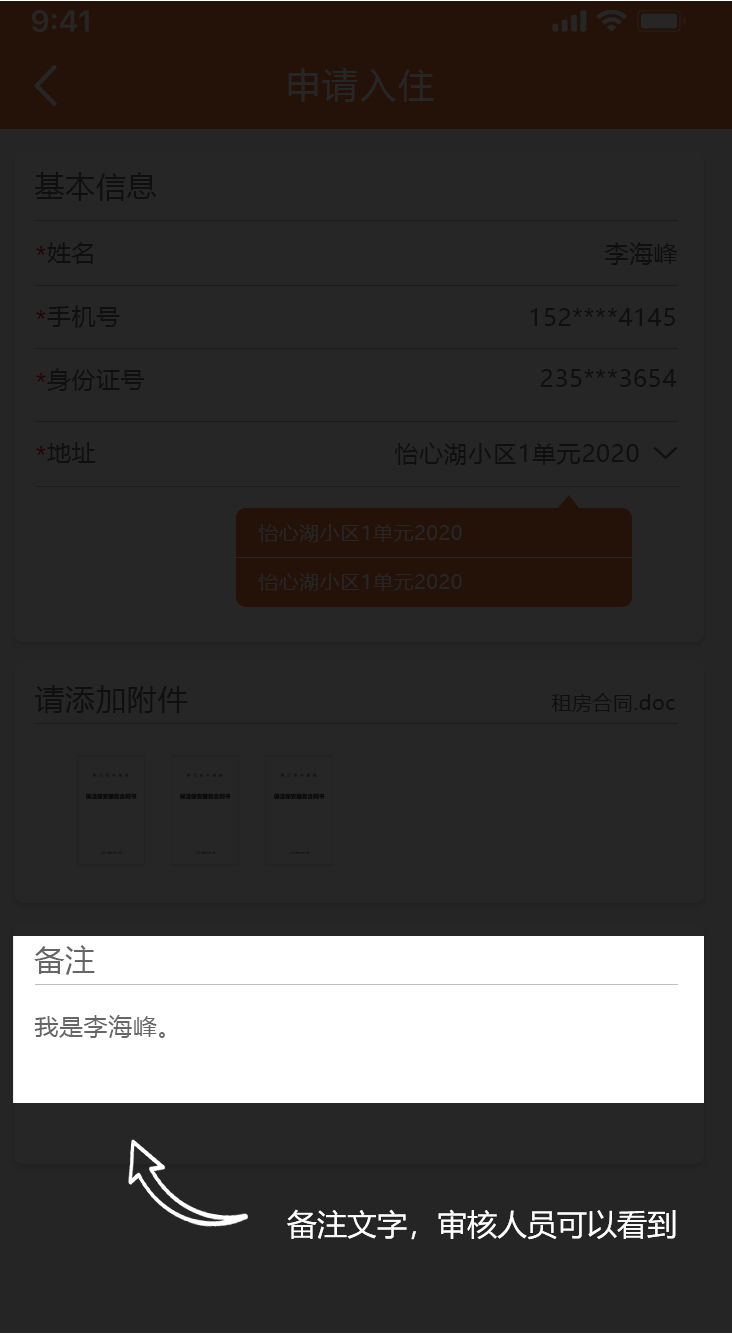 9:41
申请入住
基本信息
*姓名 李海峰
*手机号 152****4145
*身份证号 235***3654
*地址 怡心湖小区1单元2020
怡心湖小区1单元2020
怡心湖小区1单元2020
请添加附件 租房合同.doc
备注
我是李海峰。
备注文字，审核人员可以看到